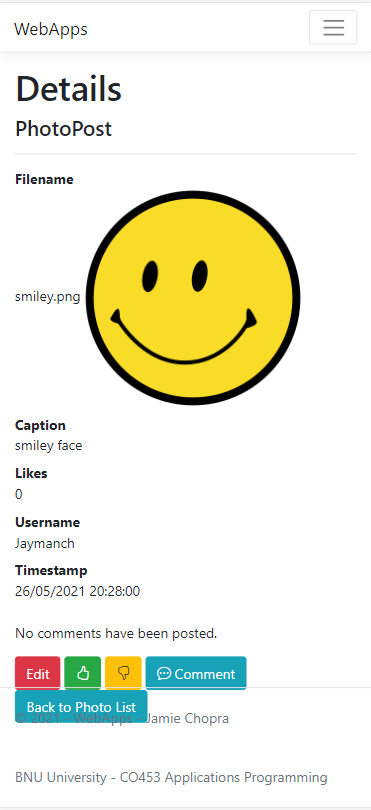 WebApps
Details
PhotoPost
Filename
smiley.png
Caption
smiley face
Likes
0
Username
Jaymanch
Timestamp
26/05/2021 20:28:00
No comments have been posted.
Edit Comment
Back to Photo List
© 2021 - WebApps - Jamie Chopra
BNU University - CO453 Applications Programming